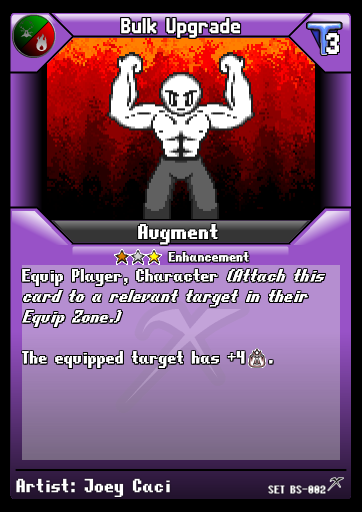 Bulk Upgrade
T3
Augment
Enhancement
Equip Player, Character (Attach this
card to a relevant target in their
Equip Zone.)
The equipped target has +4.
Artist: Joey Caci
SET BS-002